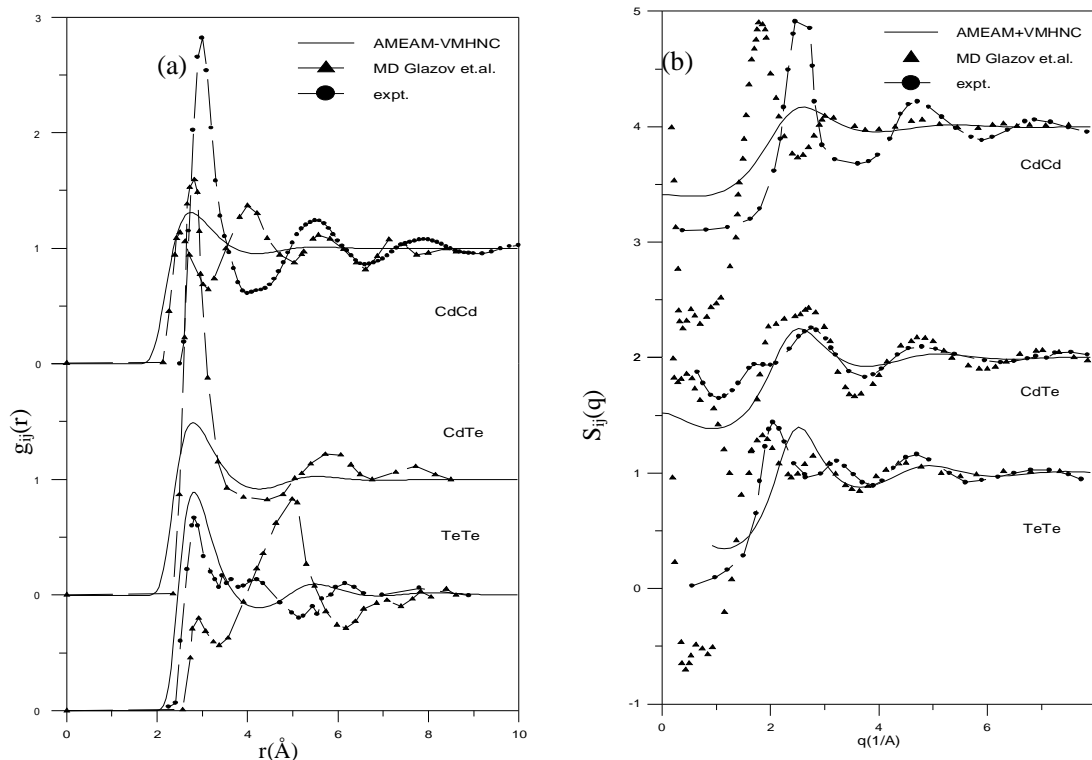 3
2
1
0
1
0
1
0
(a)
AMEAM-VMHNC
MD Glazov et.al.
expt.
CdCd
CdTe
TeTe
g_ij(r)
0 2 4 6 8 10
r(Å)
5
4
3
2
1
0
-1
(b)
AMEAM+VMHNC
MD Glazov et.al.
expt.
CdCd
CdTe
TeTe
S_ij(q)
0 2 4 6
q(1/A)